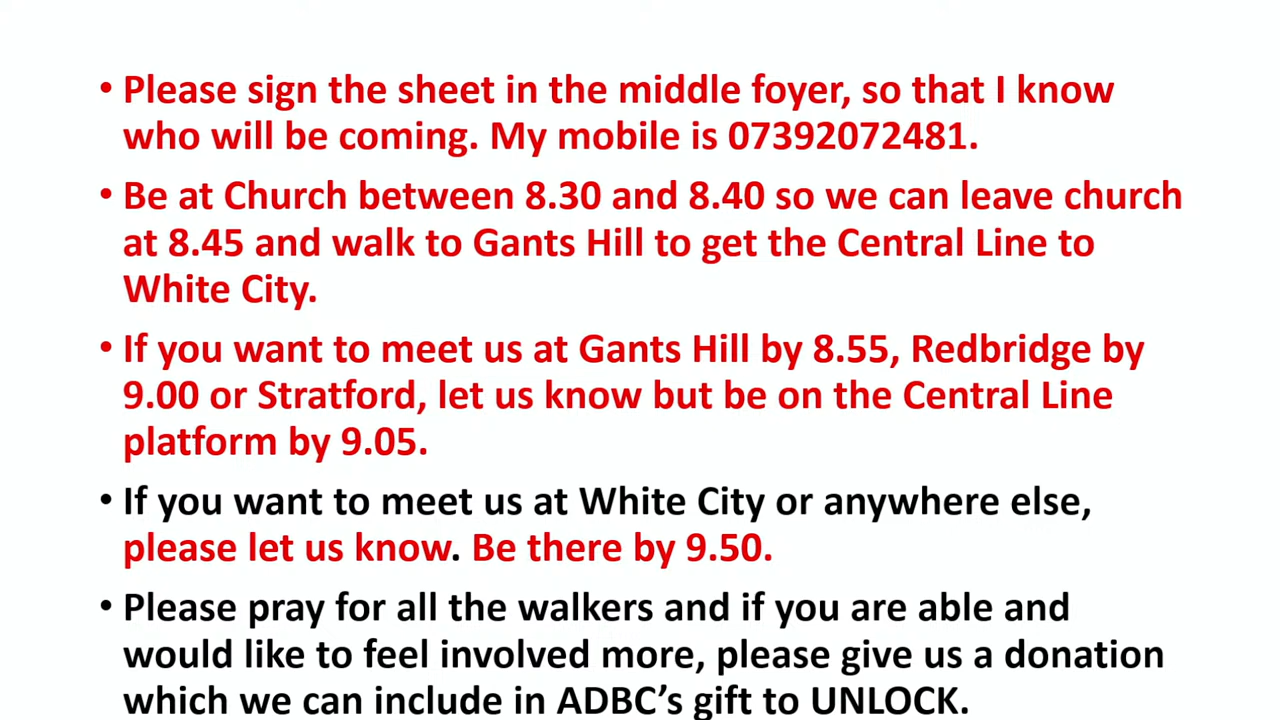 • Please sign the sheet in the middle foyer, so that I know
who will be coming. My mobile is 07392072481.
• Be at Church between 8.30 and 8.40 so we can leave church
at 8.45 and walk to Gants Hill to get the Central Line to
White City.
• If you want to meet us at Gants Hill by 8.55, Redbridge by
9.00 or Stratford, let us know but be on the Central Line
platform by 9.05.
• If you want to meet us at White City or anywhere else,
please let us know. Be there by 9.50.
• Please pray for all the walkers and if you are able and
would like to feel involved more, please give us a donation
which we can include in ADBC’s gift to UNLOCK.